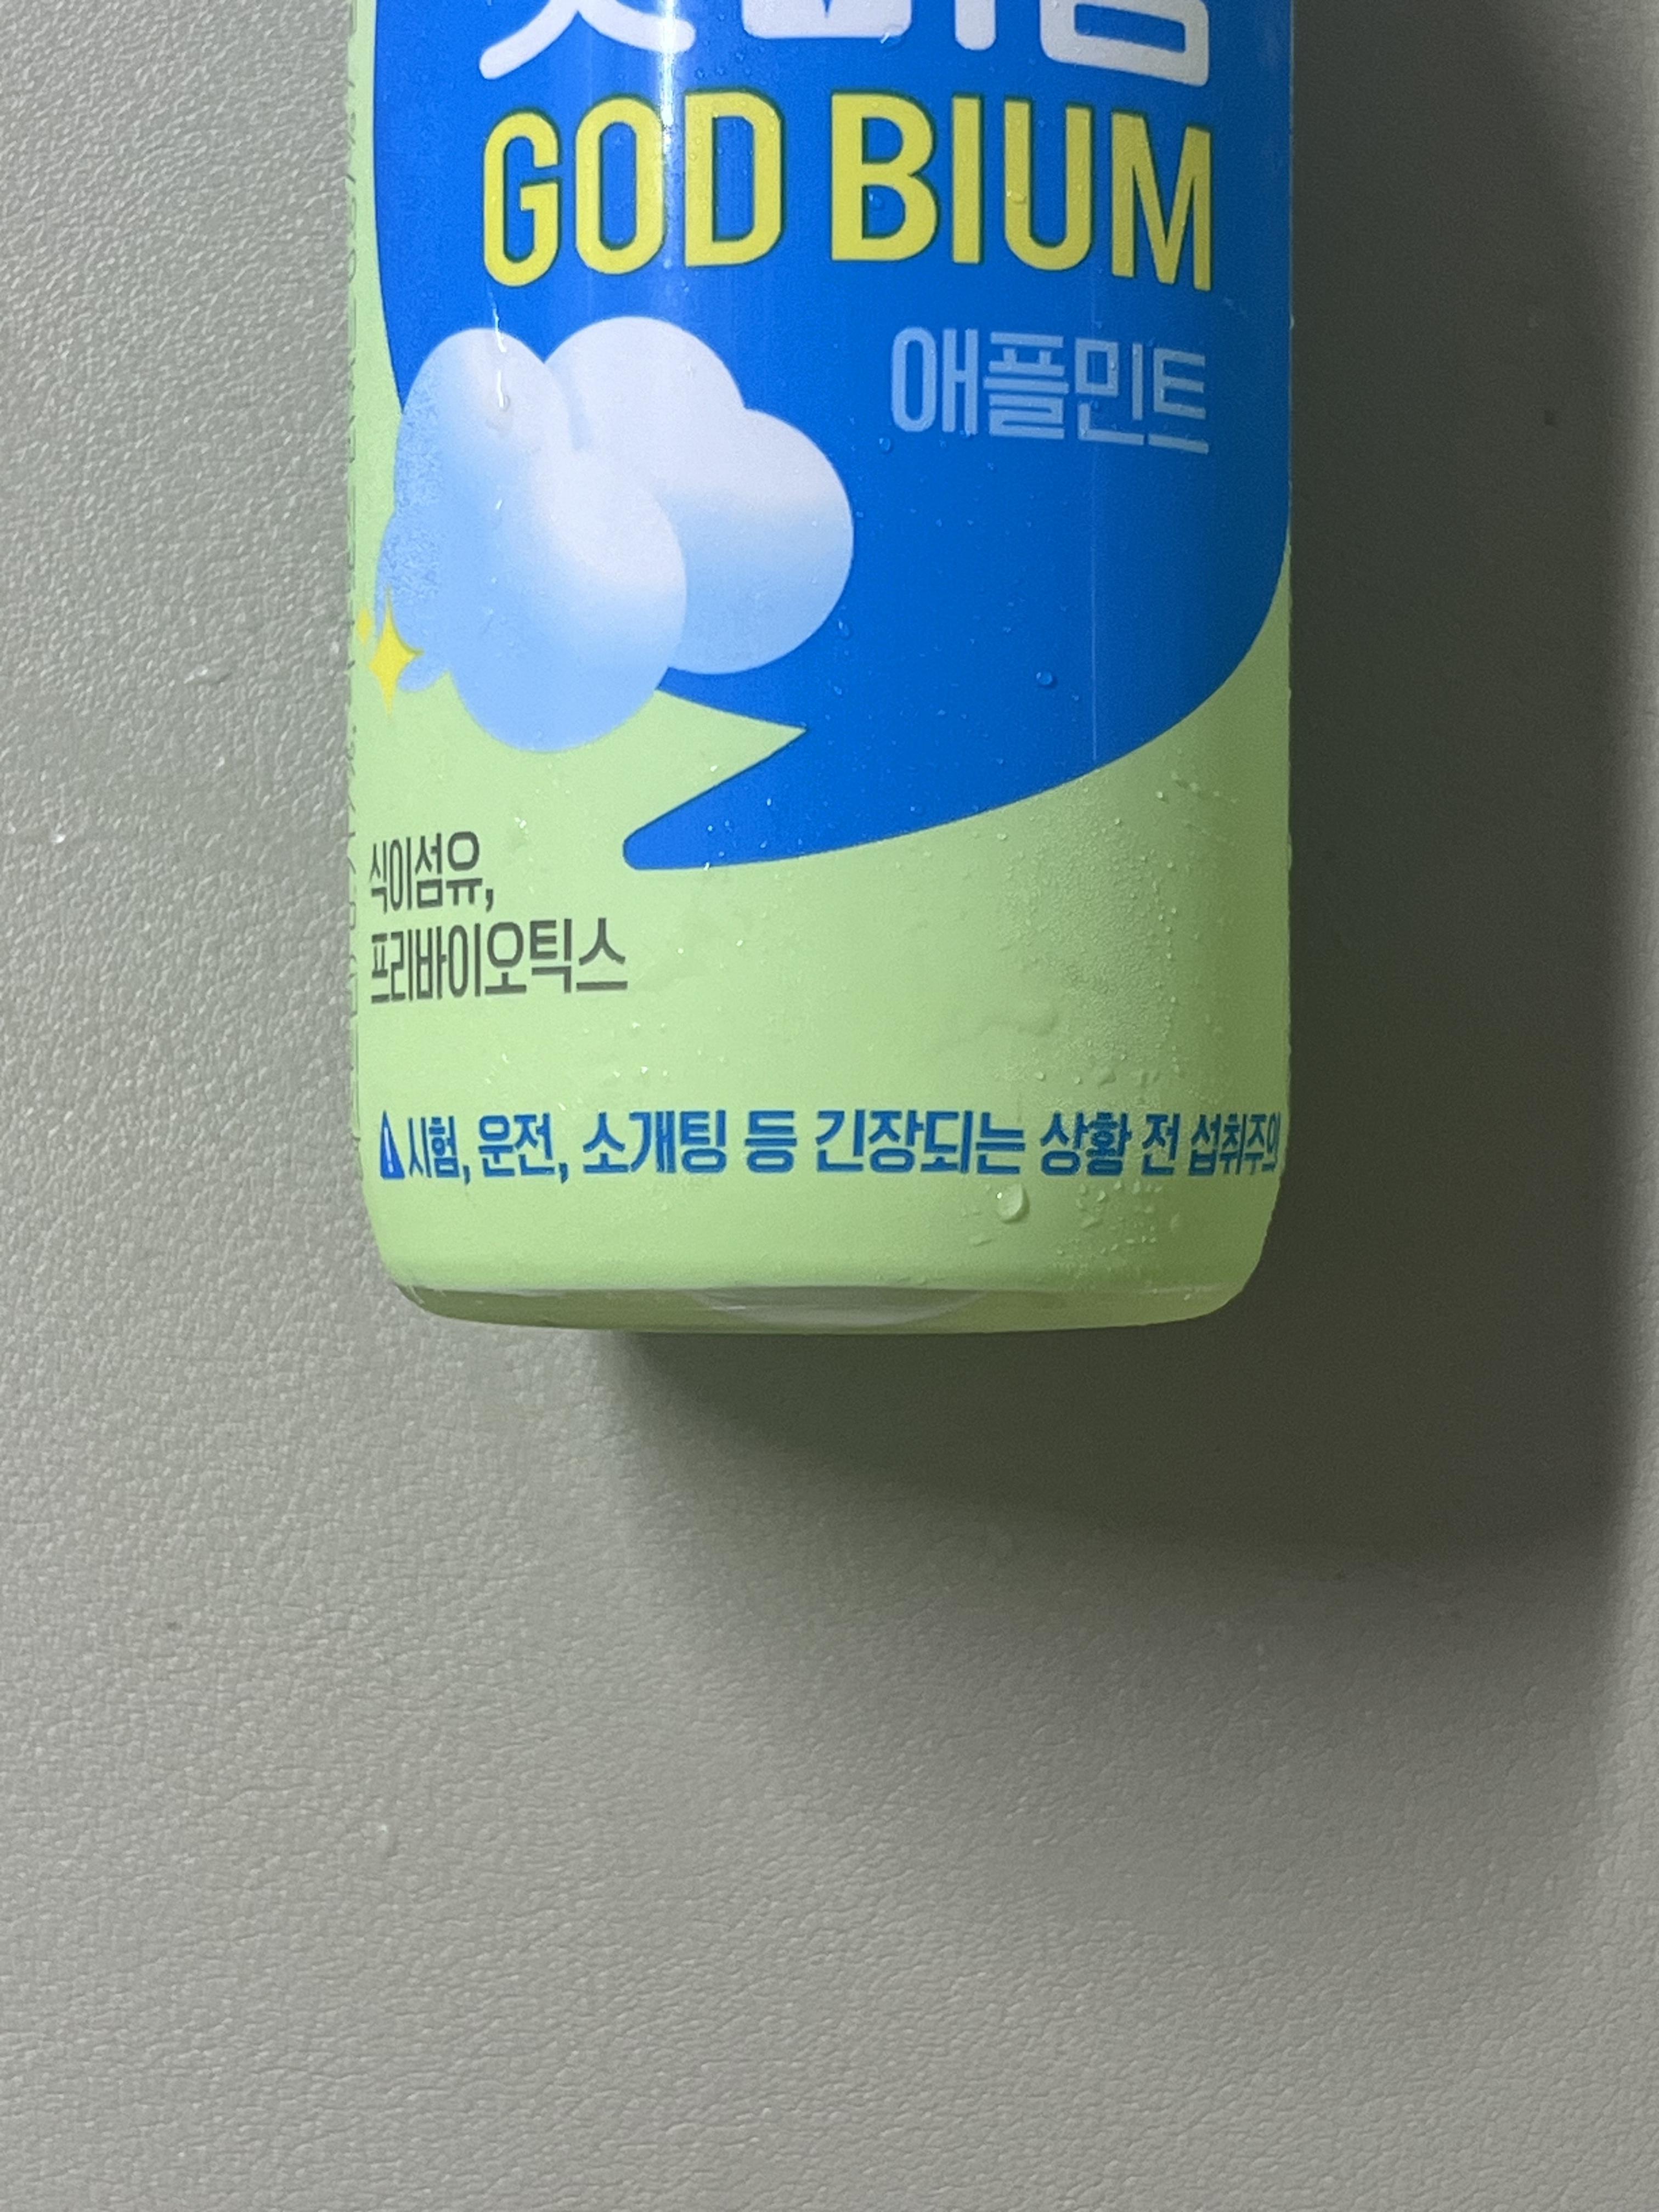 GOD BIUM
애플민트
식이섬유,
프리바이오틱스
시험, 운전, 소개팅 등 긴장되는 상황 전 섭취주의